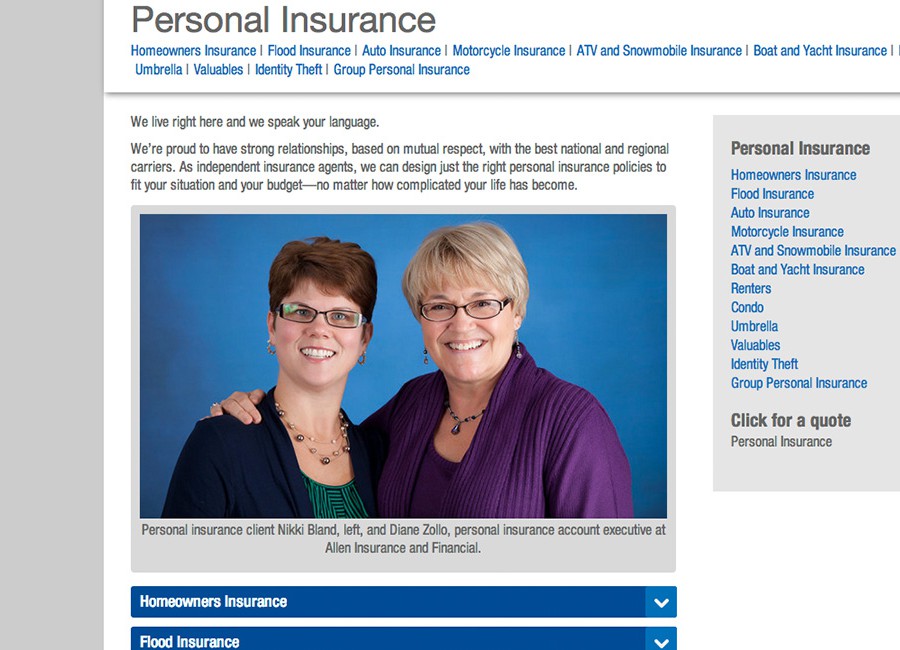 Personal Insurance
Homeowners Insurance | Flood Insurance | Auto Insurance | Motorcycle Insurance | ATV and Snowmobile Insurance | Boat and Yacht Insurance |
Umbrella | Valuables | Identity Theft | Group Personal Insurance
We live right here and we speak your language.
We're proud to have strong relationships, based on mutual respect, with the best national and regional
carriers. As independent insurance agents, we can design just the right personal insurance policies to
fit your situation and your budget—no matter how complicated your life has become.
Personal insurance client Nikki Bland, left, and Diane Zollo, personal insurance account executive at
Allen Insurance and Financial.
Homeowners Insurance
Flood Insurance
Personal Insurance
Homeowners Insurance
Flood Insurance
Auto Insurance
Motorcycle Insurance
ATV and Snowmobile Insurance
Boat and Yacht Insurance
Renters
Condo
Umbrella
Valuables
Identity Theft
Group Personal Insurance
Click for a quote
Personal Insurance